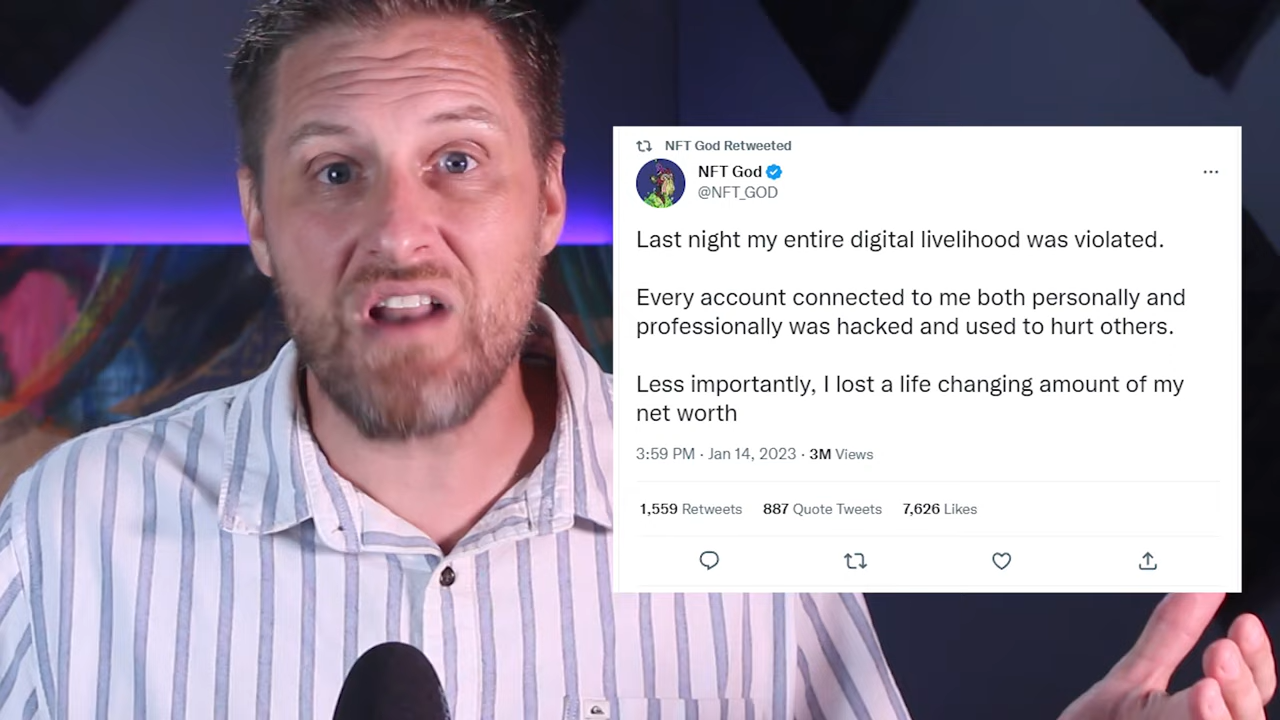 NFT God Retweeted
NFT God
@NFT_GOD
Last night my entire digital livelihood was violated.
Every account connected to me both personally and
professionally was hacked and used to hurt others.
Less importantly, I lost a life changing amount of my
net worth
3:59 PM · Jan 14, 2023 · 3M Views
1,559 Retweets 887 Quote Tweets 7,626 Likes